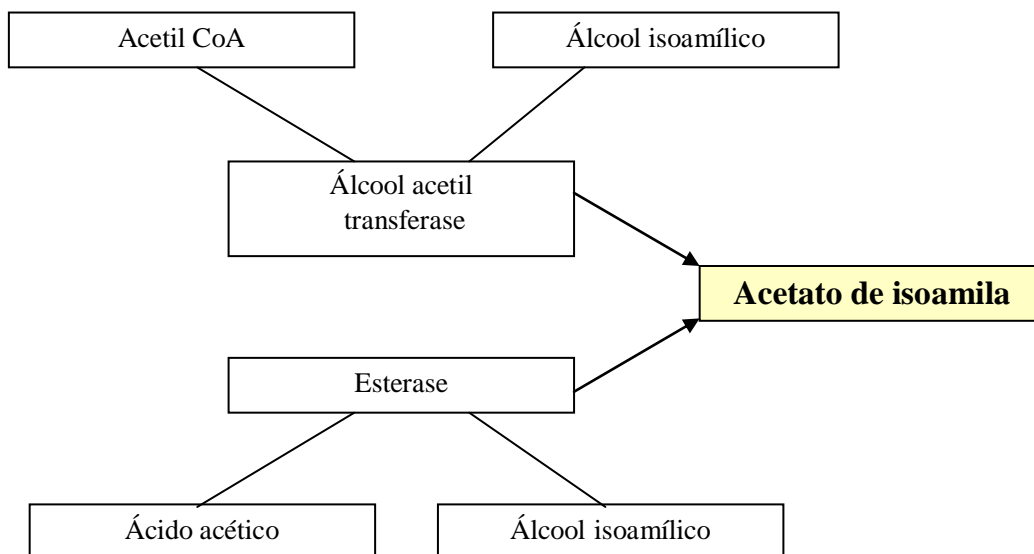 Acetil CoA
Álcool isoamílico
Álcool acetil
transferase
Acetato de isoamila
Esterase
Ácido acético
Álcool isoamílico